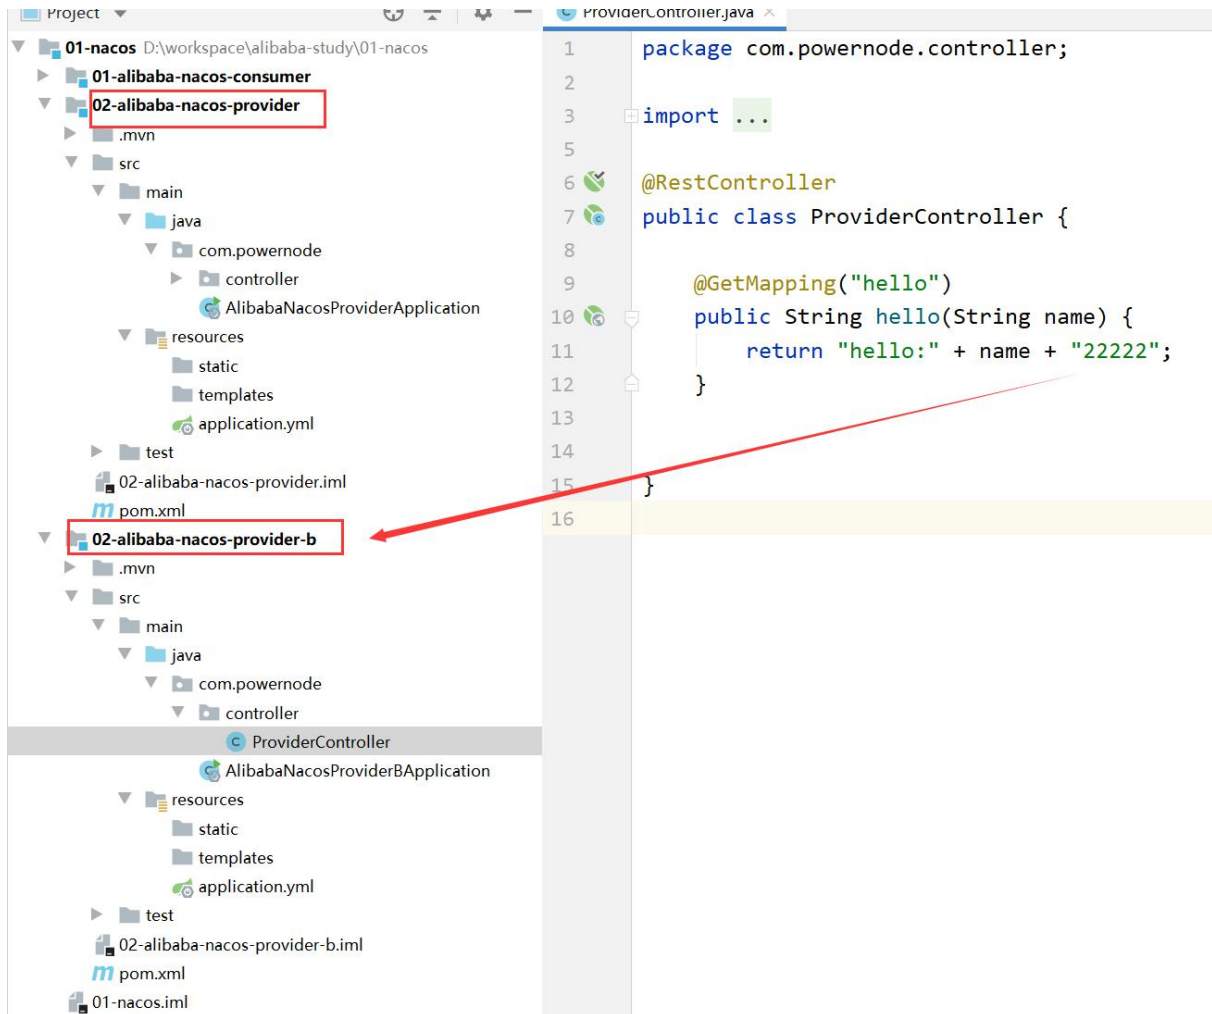 Project
01-nacos D:\workspace\alibaba-study\01-nacos
01-alibaba-nacos-consumer
02-alibaba-nacos-provider
.mvn
src
main
java
com.powernode
controller
AlibabaNacosProviderApplication
resources
static
templates
application.yml
test
02-alibaba-nacos-provider.iml
pom.xml
02-alibaba-nacos-provider-b
.mvn
src
main
java
com.powernode
controller
ProviderController
AlibabaNacosProviderBApplication
resources
static
templates
application.yml
test
02-alibaba-nacos-provider-b.iml
pom.xml
01-nacos.iml
ProviderController.java
1 package com.powernode.controller;
2
3 import ...
5
6 @RestController
7 public class ProviderController {
8
9 @GetMapping("hello")
10 public String hello(String name) {
11 return "hello:" + name + "22222";
12 }
13
14
15 }
16